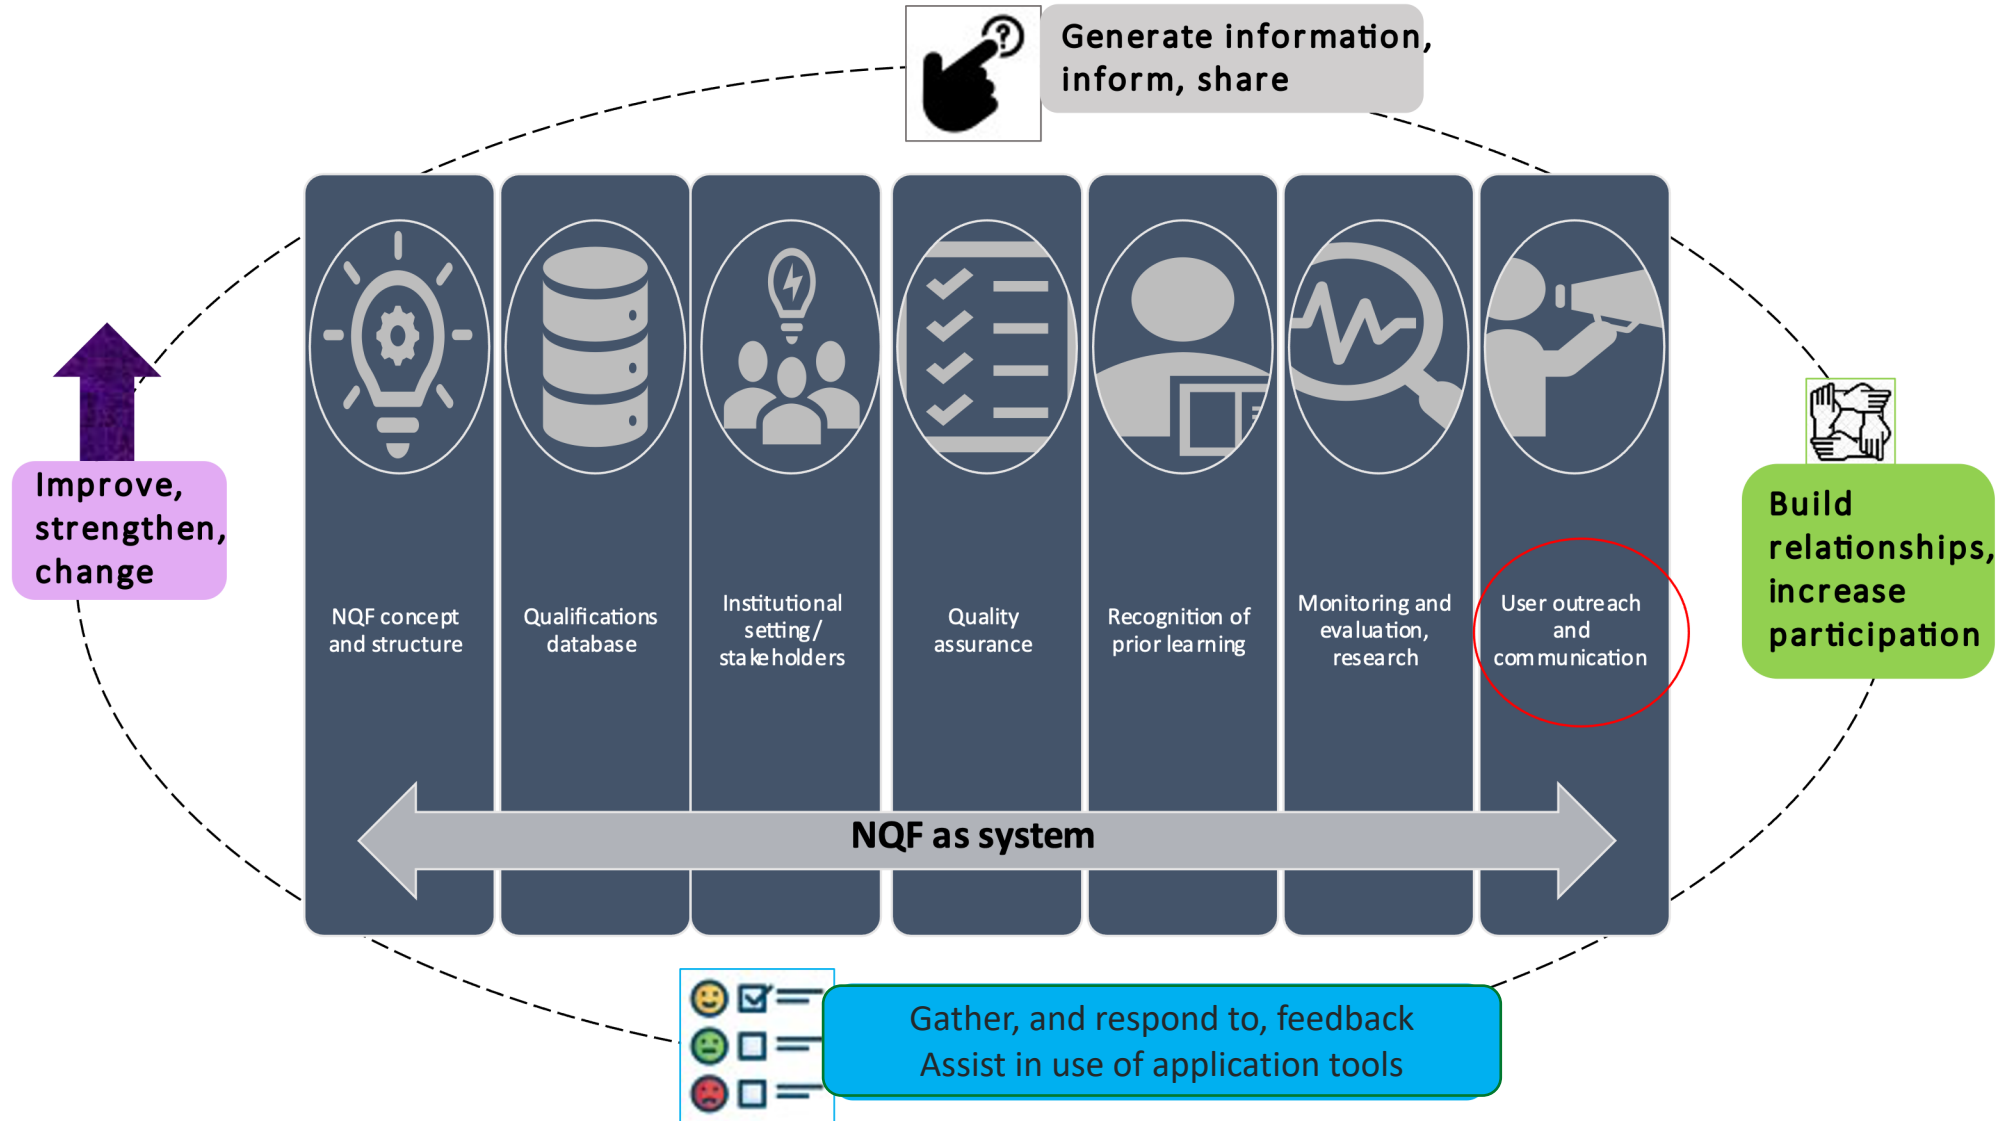 Generate information,
inform, share
Improve,
strengthen,
change
NQF concept
and structure
Qualifications
database
Institutional
setting/
stakeholders
Quality
assurance
Recognition of
prior learning
Monitoring and
evaluation,
research
User outreach
and
communication
Build
relationships,
increase
participation
NQF as system
Gather, and respond to, feedback
Assist in use of application tools